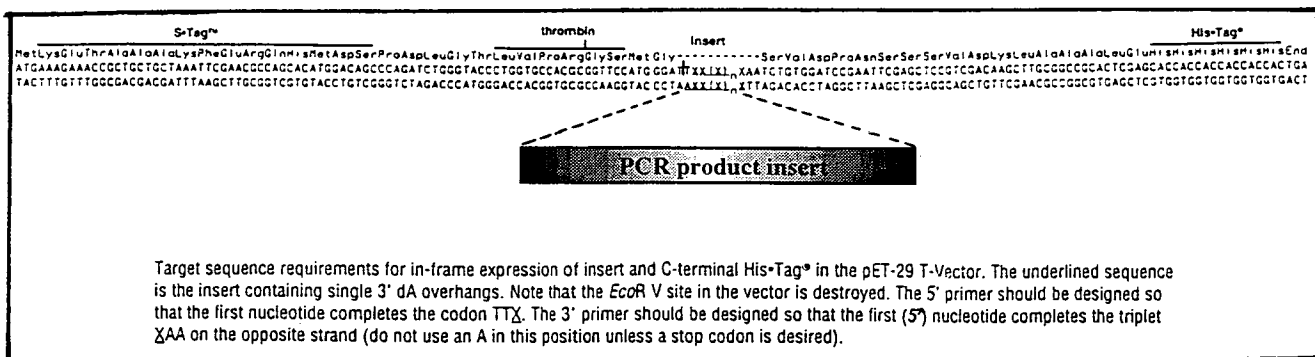 S•Tag™ thrombin Insert His•Tag®
MetLysGluThrAlaAlaAlaLysPheGluArgGlnHisMetAspSerProAspLeuGlyThrLeuValProArgGlySerMetGly----------SerValAspProAsnSerSerSerValAspLysLeuAlaAlaAlaLeuGluHisHisHisHisHisHisEnd
ATGAAAGAAACCGCTGCTGCTAAATTCGAACGCCAGCACATGGACAGCCCAGATCTGGGTACCCTGGTGCCACGCGGTTCCATGGGATTXX(X)nXAATCTGTGGATCCGAATTCGAGCTCCGTCGACAAGCTTGCGGCCGCACTCGAGCACCACCACCACCACCACTGA
TACTTTCTTTGGCGACGACGATTTAAGCTTGCGGTCGTGTACCTGTCGGGTCTAGACCCATGGGACCACGGTGCGCCAAGGTACCCTAAXX(X)nXTTAGACACCTAGGCTTAAGCTCGAGGCAGCTGTTCGAACGCCGGCGTGAGCTCGTGGTGGTGGTGGTGGTGACT
PCR product insert
Target sequence requirements for in-frame expression of insert and C-terminal His•Tag® in the pET-29 T-Vector. The underlined sequence
is the insert containing single 3' dA overhangs. Note that the EcoR V site in the vector is destroyed. The 5' primer should be designed so
that the first nucleotide completes the codon TTX. The 3' primer should be designed so that the first (5') nucleotide completes the triplet
XAA on the opposite strand (do not use an A in this position unless a stop codon is desired).